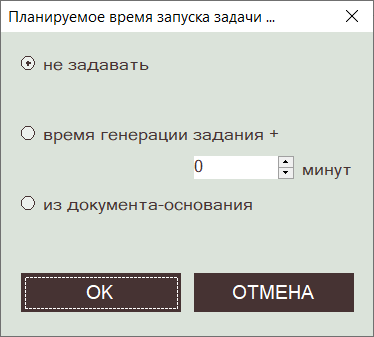 Планируемое время запуска задачи ...
не задавать
время генерации задания +
0 минут
из документа-основания
OK ОТМЕНА